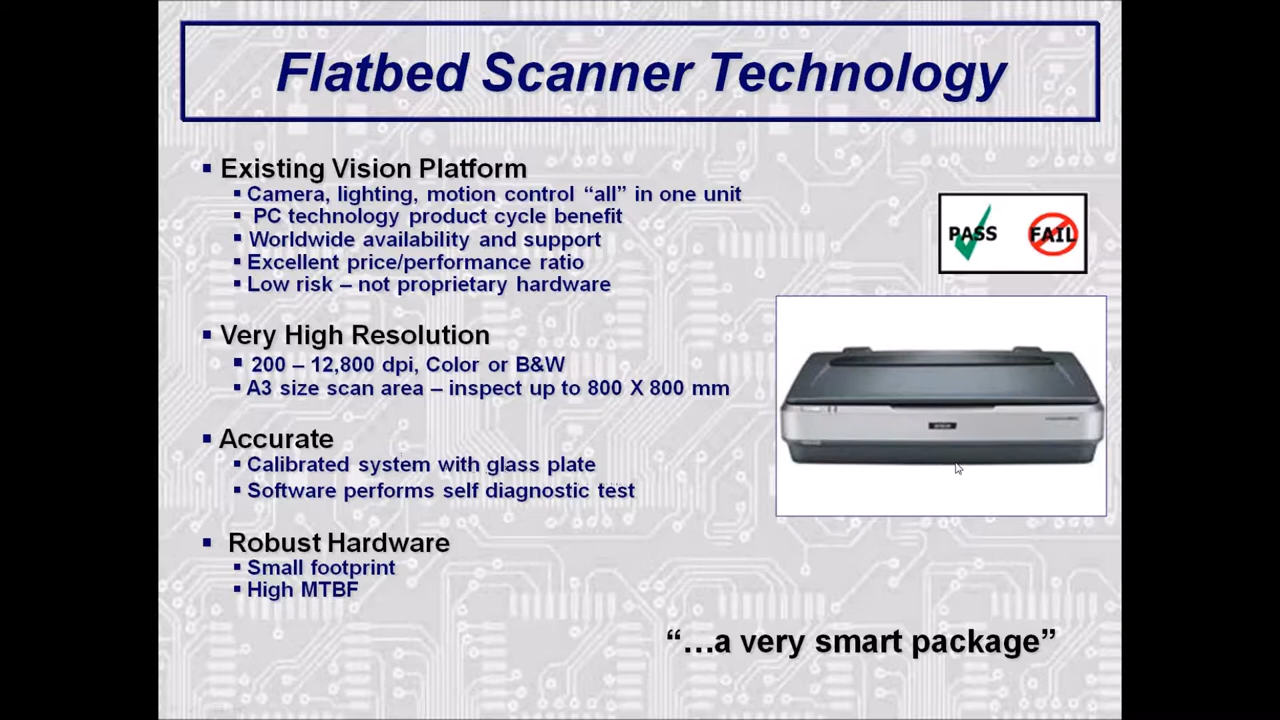 Flatbed Scanner Technology
Existing Vision Platform
Camera, lighting, motion control “all” in one unit
PC technology product cycle benefit
Worldwide availability and support
Excellent price/performance ratio
Low risk – not proprietary hardware
PASS FAIL
Very High Resolution
200 – 12,800 dpi, Color or B&W
A3 size scan area – inspect up to 800 X 800 mm
EPSON
Accurate
Calibrated system with glass plate
Software performs self diagnostic test
Robust Hardware
Small footprint
High MTBF
“…a very smart package”